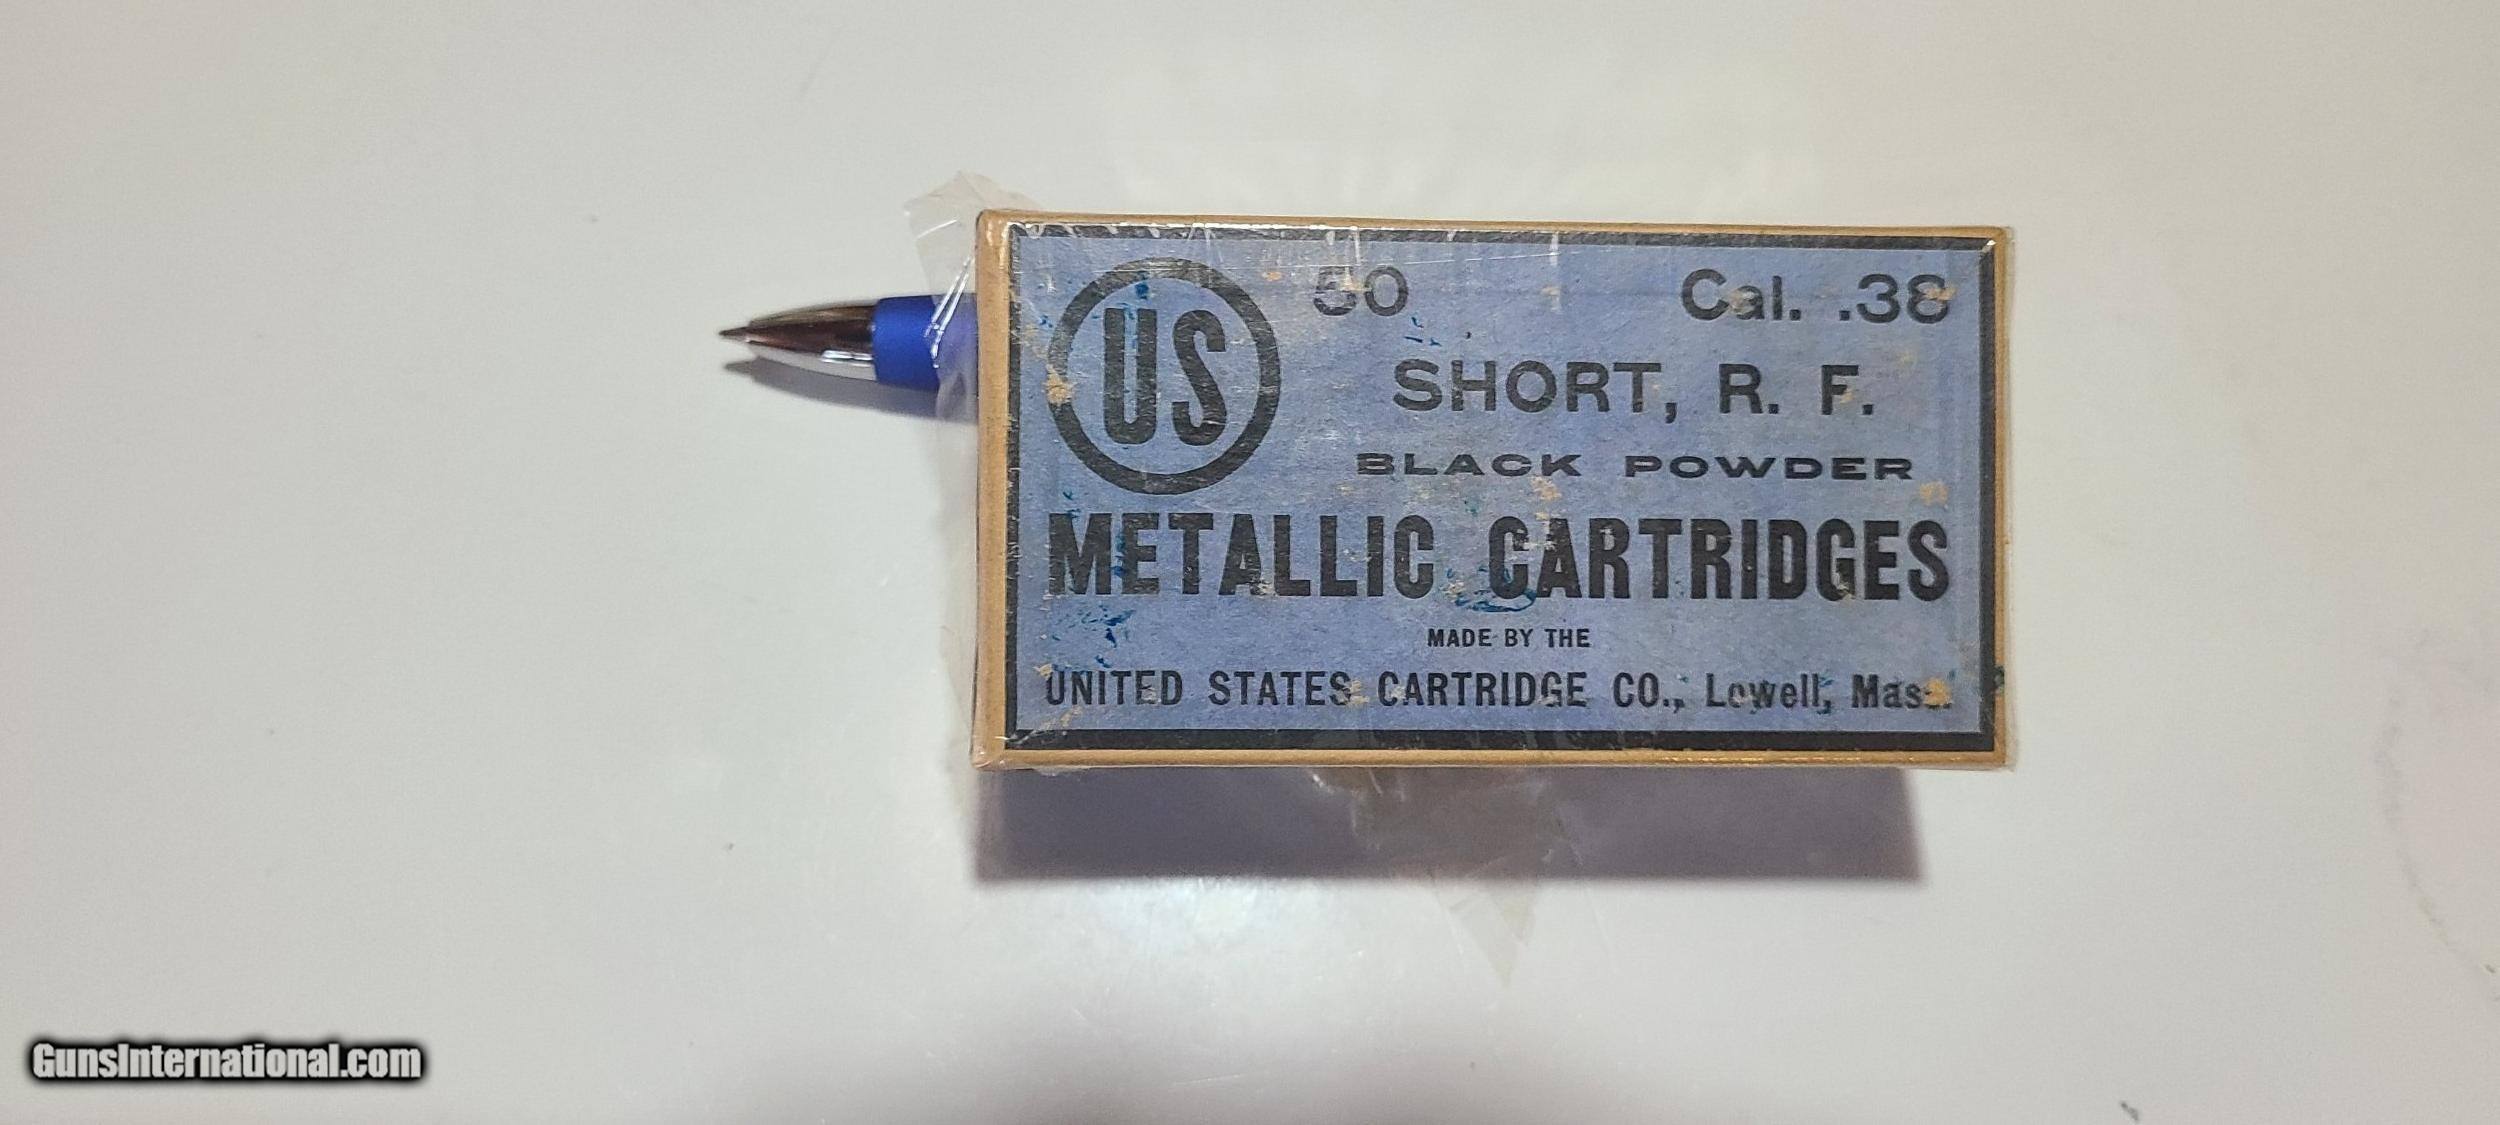 US
50 Cal. .38
SHORT, R. F.
BLACK POWDER
METALLIC CARTRIDGES
MADE BY THE
UNITED STATES CARTRIDGE CO., Lowell, Mass.
GunsInternational.com